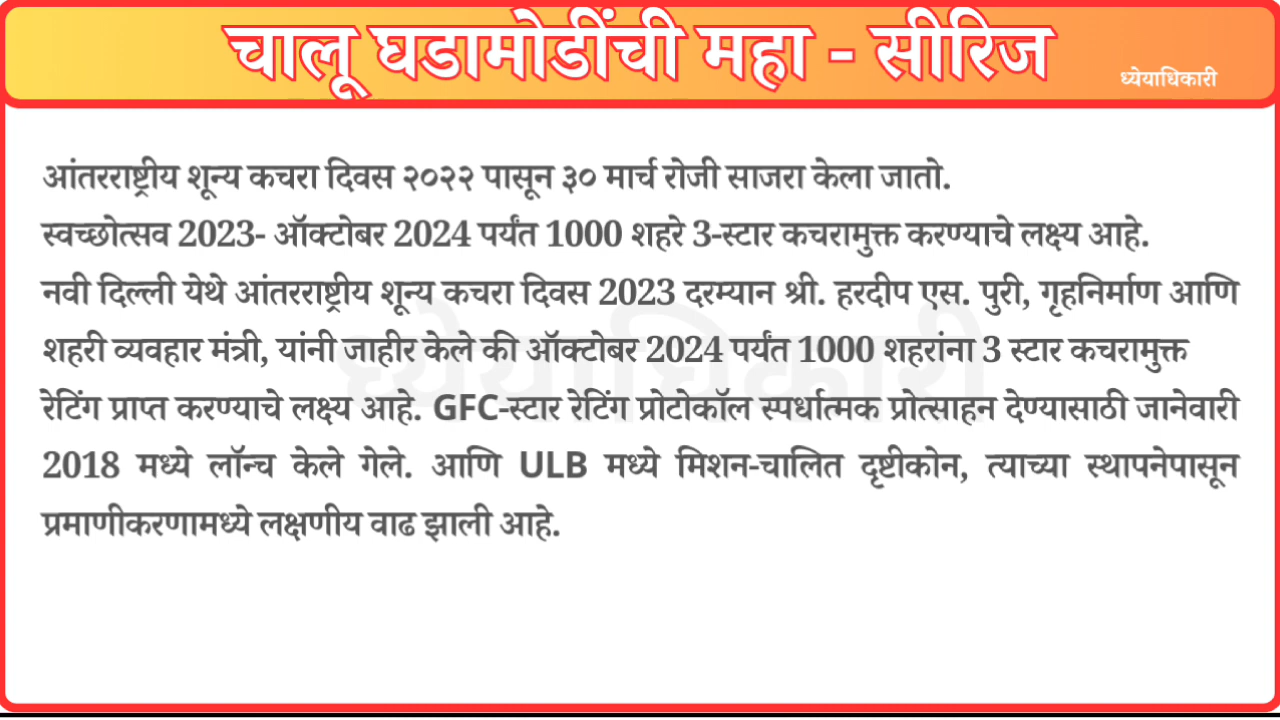 चालू घडामोडींची महा - सीरिज
ध्येयाधिकारी
आंतरराष्ट्रीय शून्य कचरा दिवस २०२२ पासून ३० मार्च रोजी साजरा केला जातो.
स्वच्छोत्सव 2023- ऑक्टोबर 2024 पर्यंत 1000 शहरे 3-स्टार कचरामुक्त करण्याचे लक्ष्य आहे.
नवी दिल्ली येथे आंतरराष्ट्रीय शून्य कचरा दिवस 2023 दरम्यान श्री. हरदीप एस. पुरी, गृहनिर्माण आणि
शहरी व्यवहार मंत्री, यांनी जाहीर केले की ऑक्टोबर 2024 पर्यंत 1000 शहरांना 3 स्टार कचरामुक्त
रेटिंग प्राप्त करण्याचे लक्ष्य आहे. GFC-स्टार रेटिंग प्रोटोकॉल स्पर्धात्मक प्रोत्साहन देण्यासाठी जानेवारी
2018 मध्ये लॉन्च केले गेले. आणि ULB मध्ये मिशन-चालित दृष्टीकोन, त्याच्या स्थापनेपासून
प्रमाणीकरणामध्ये लक्षणीय वाढ झाली आहे.
ध्येयाधिकारी